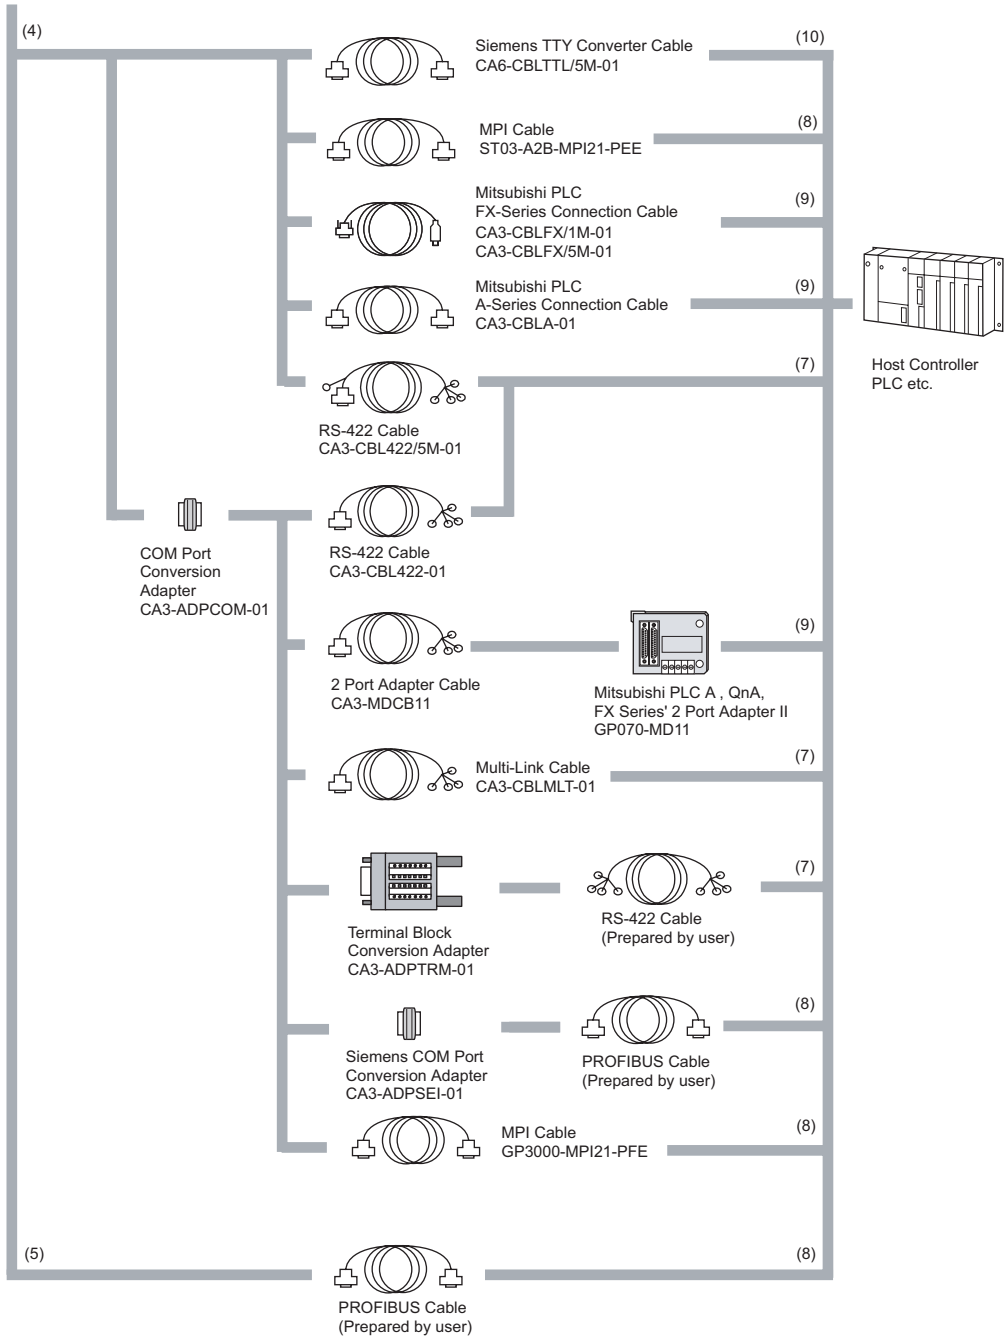 (4)
Siemens TTY Converter Cable
CA6-CBLTTL/5M-01
(10)
MPI Cable
ST03-A2B-MPI21-PEE
(8)
Mitsubishi PLC
FX-Series Connection Cable
CA3-CBLFX/1M-01
CA3-CBLFX/5M-01
(9)
Mitsubishi PLC
A-Series Connection Cable
CA3-CBLA-01
(9)
Host Controller
PLC etc.
(7)
RS-422 Cable
CA3-CBL422/5M-01
COM Port
Conversion
Adapter
CA3-ADPCOM-01
RS-422 Cable
CA3-CBL422-01
2 Port Adapter Cable
CA3-MDCB11
(9)
Mitsubishi PLC A , QnA,
FX Series' 2 Port Adapter II
GP070-MD11
Multi-Link Cable
CA3-CBLMLT-01
(7)
Terminal Block
Conversion Adapter
CA3-ADPTRM-01
(7)
RS-422 Cable
(Prepared by user)
Siemens COM Port
Conversion Adapter
CA3-ADPSEI-01
(8)
PROFIBUS Cable
(Prepared by user)
MPI Cable
GP3000-MPI21-PFE
(8)
(5)
(8)
PROFIBUS Cable
(Prepared by user)